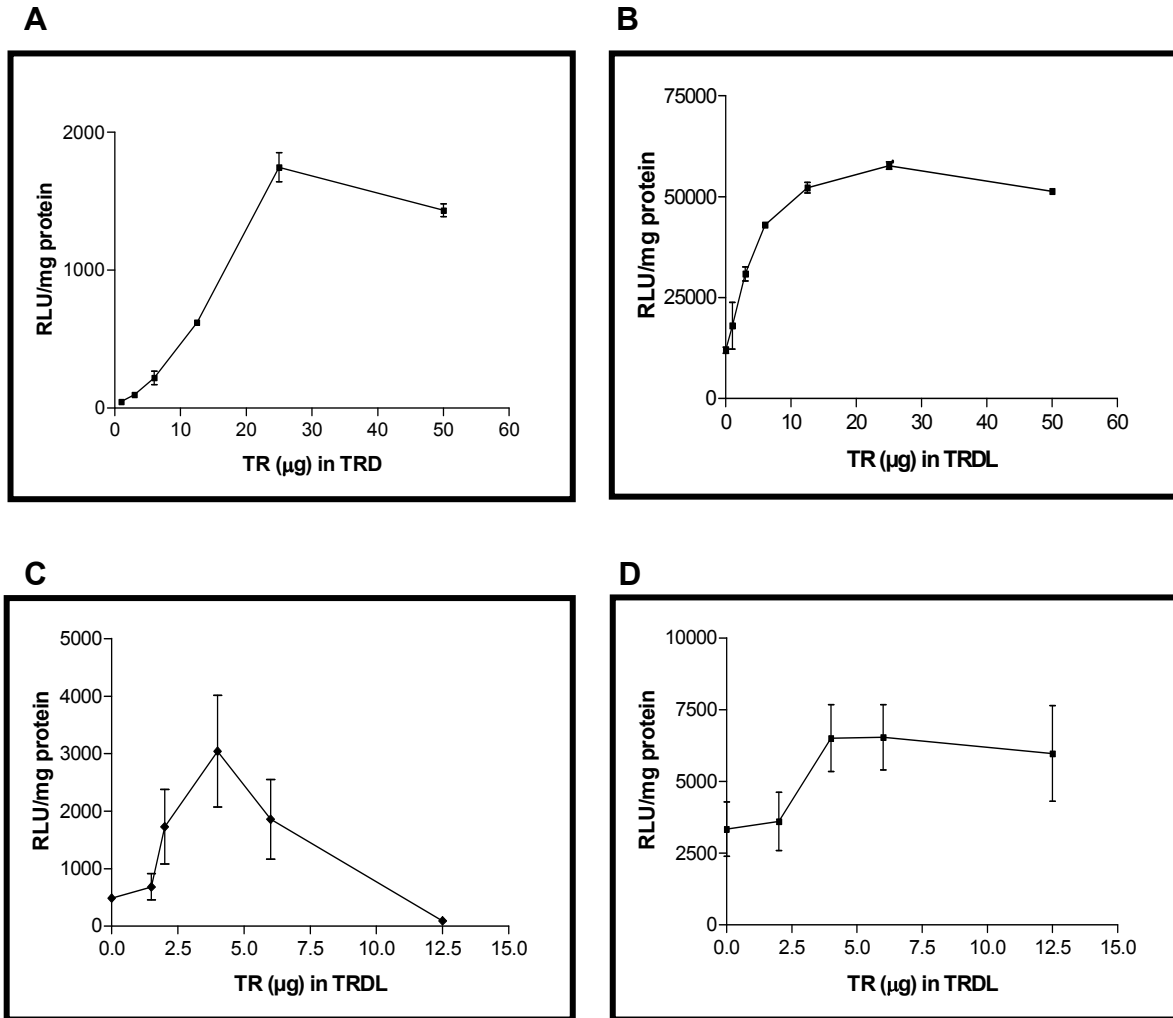 A
2000
1000
0
0 10 20 30 40 50 60
RLU/mg protein
TR (μg) in TRD
B
75000
50000
25000
0
0 10 20 30 40 50 60
RLU/mg protein
TR (μg) in TRDL
C
5000
4000
3000
2000
1000
0
0.0 2.5 5.0 7.5 10.0 12.5 15.0
RLU/mg protein
TR (μg) in TRDL
D
10000
7500
5000
2500
0
0.0 2.5 5.0 7.5 10.0 12.5 15.0
RLU/mg protein
TR (μg) in TRDL